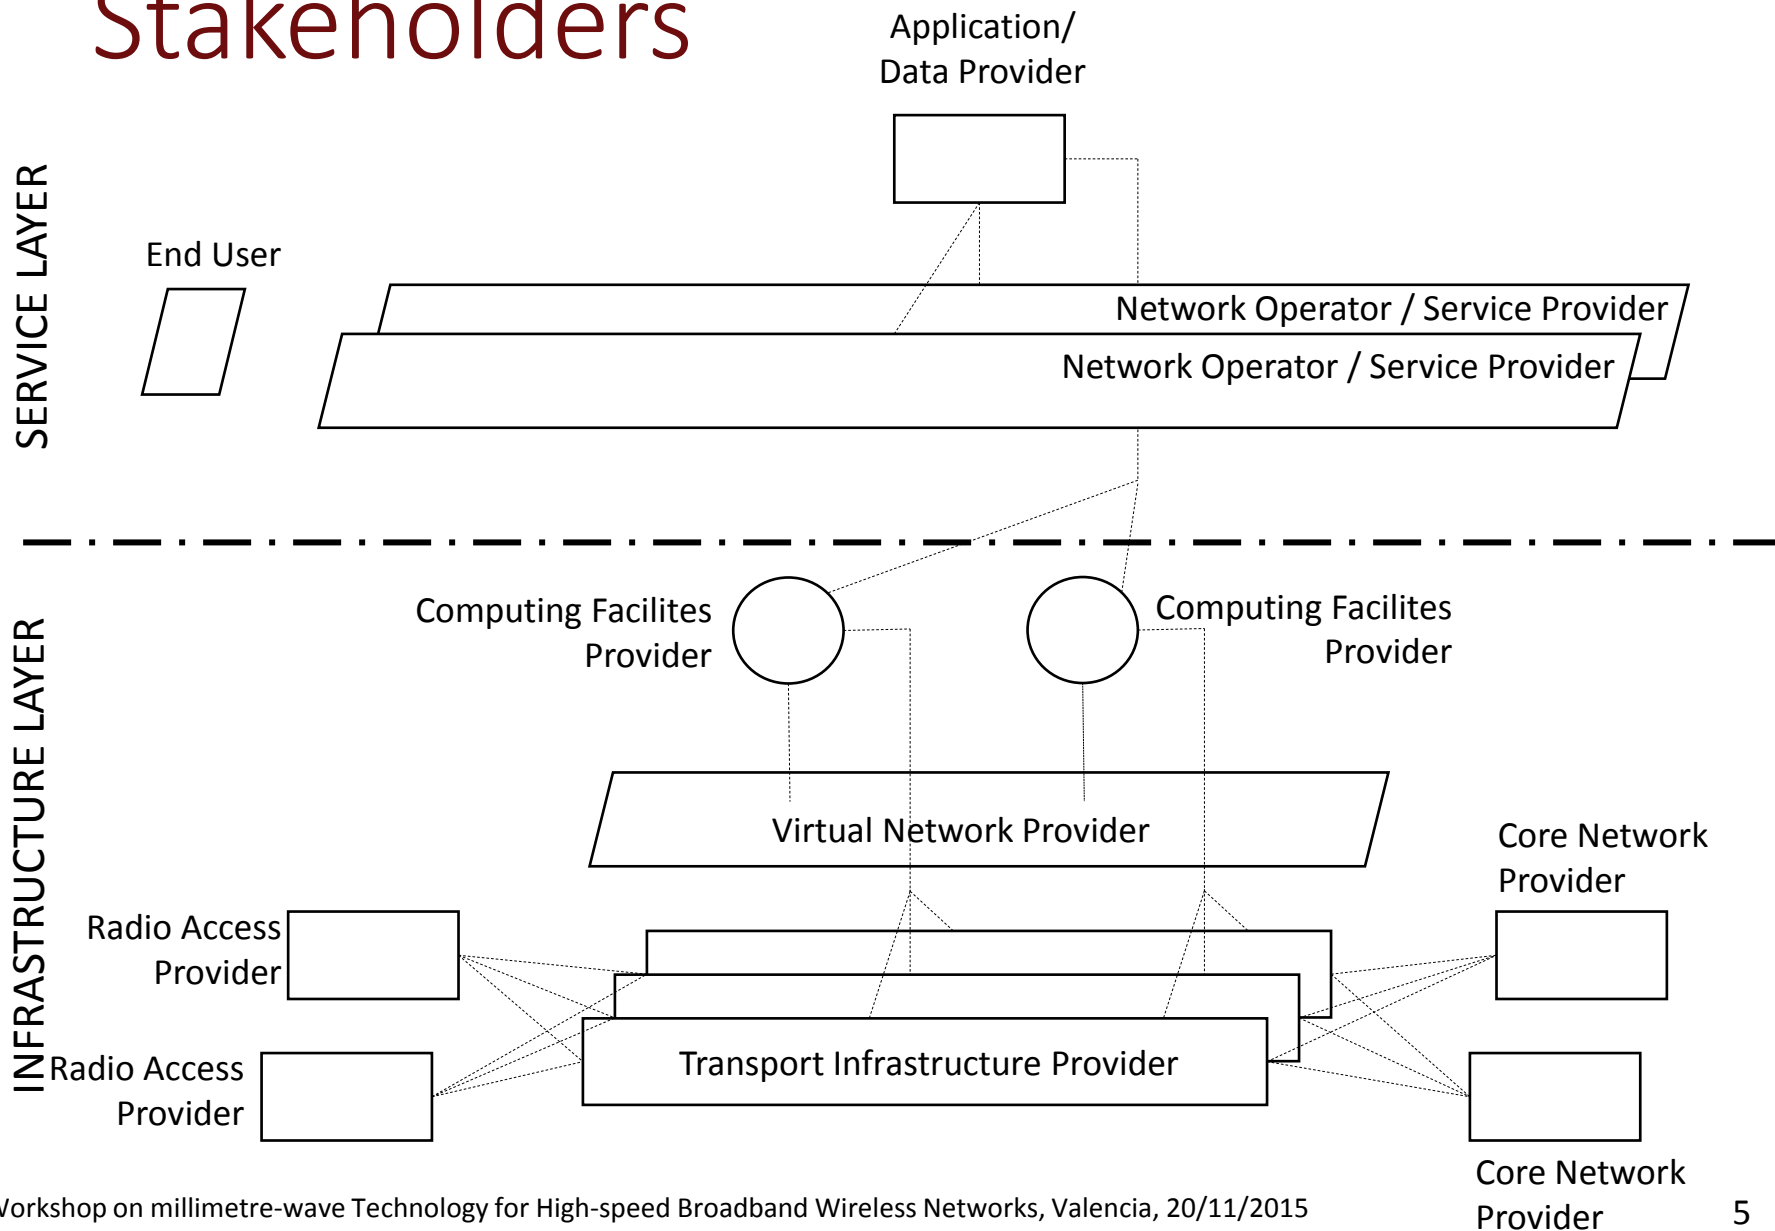 Stakeholders
Application/
Data Provider
SERVICE LAYER
End User
Network Operator / Service Provider
Network Operator / Service Provider
INFRASTRUCTURE LAYER
Computing Facilites
Provider
Computing Facilites
Provider
Virtual Network Provider
Core Network
Provider
Radio Access
Provider
Transport Infrastructure Provider
Radio Access
Provider
Core Network
Provider
Workshop on millimetre-wave Technology for High-speed Broadband Wireless Networks, Valencia, 20/11/2015
5